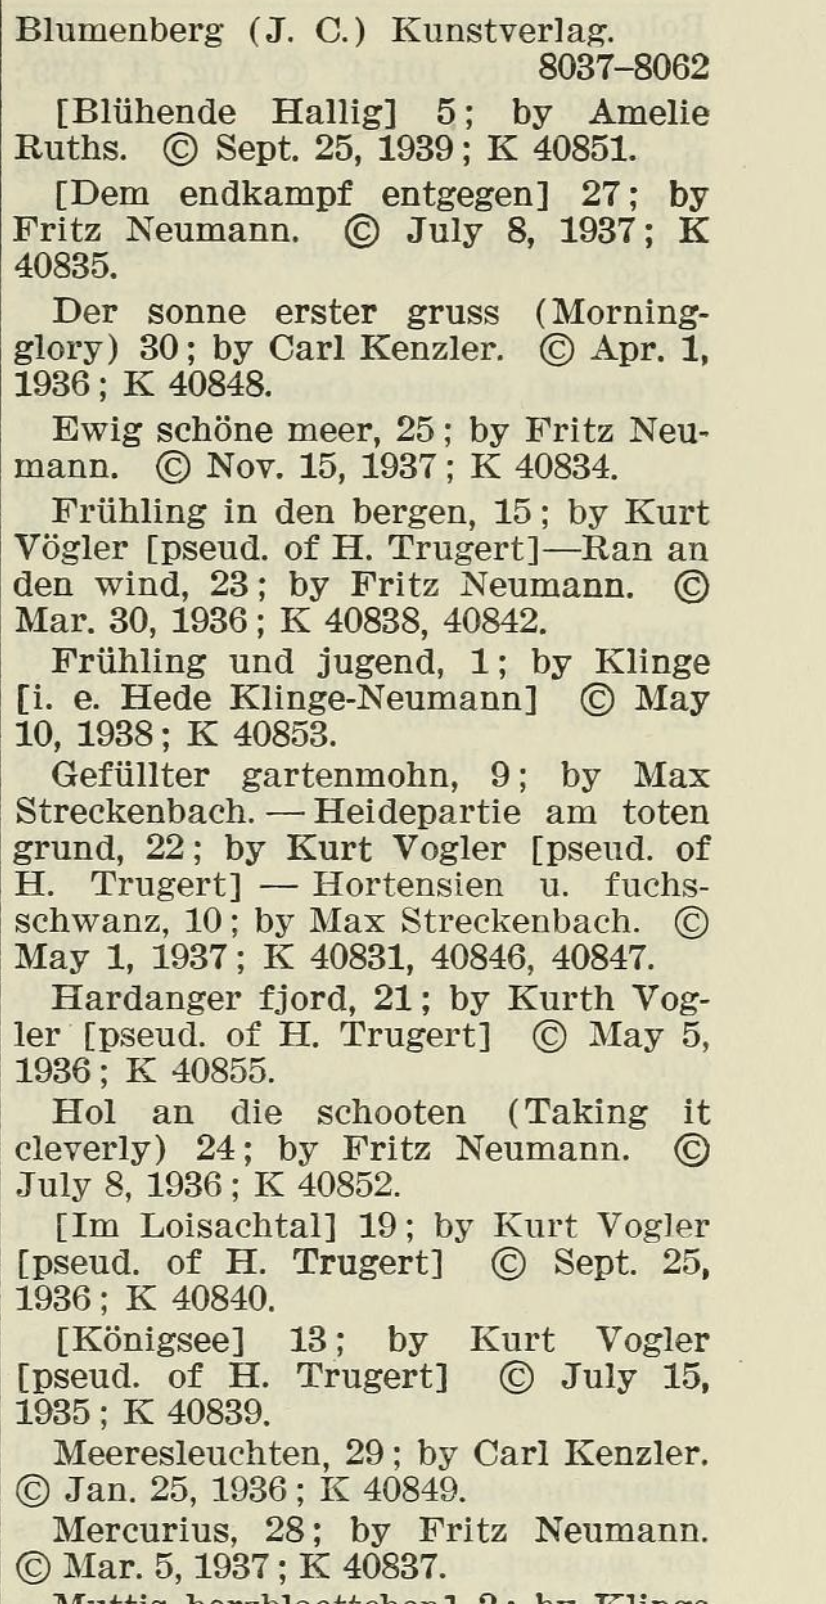 Blumenberg (J. C.) Kunstverlag.
8037–8062
[Blühende Hallig] 5; by Amelie
Ruths. © Sept. 25, 1939; K 40851.
[Dem endkampf entgegen] 27; by
Fritz Neumann. © July 8, 1937; K
40835.
Der sonne erster gruss (Morning-
glory) 30; by Carl Kenzler. © Apr. 1,
1936; K 40848.
Ewig schöne meer, 25; by Fritz Neu-
mann. © Nov. 15, 1937; K 40834.
Frühling in den bergen, 15; by Kurt
Vögler [pseud. of H. Trugert]—Ran an
den wind, 23; by Fritz Neumann. ©
Mar. 30, 1936; K 40838, 40842.
Frühling und jugend, 1; by Klinge
[i. e. Hede Klinge-Neumann] © May
10, 1938; K 40853.
Gefüllter gartenmohn, 9; by Max
Streckenbach. — Heidepartie am toten
grund, 22; by Kurt Vogler [pseud. of
H. Trugert] — Hortensien u. fuchs-
schwanz, 10; by Max Streckenbach. ©
May 1, 1937; K 40831, 40846, 40847.
Hardanger fjord, 21; by Kurth Vog-
ler [pseud. of H. Trugert] © May 5,
1936; K 40855.
Hol an die schooten (Taking it
cleverly) 24; by Fritz Neumann. ©
July 8, 1936; K 40852.
[Im Loisachtal] 19; by Kurt Vogler
[pseud. of H. Trugert] © Sept. 25,
1936; K 40840.
[Königsee] 13; by Kurt Vogler
[pseud. of H. Trugert] © July 15,
1935; K 40839.
Meeresleuchten, 29; by Carl Kenzler.
© Jan. 25, 1936; K 40849.
Mercurius, 28; by Fritz Neumann.
© Mar. 5, 1937; K 40837.